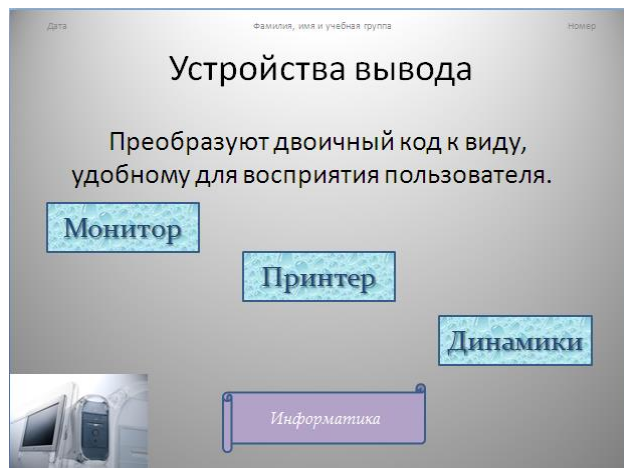 Дата Фамилия, имя и учебная группа Номер
Устройства вывода
Преобразуют двоичный код к виду,
удобному для восприятия пользователя.
Монитор
Принтер
Динамики
Информатика